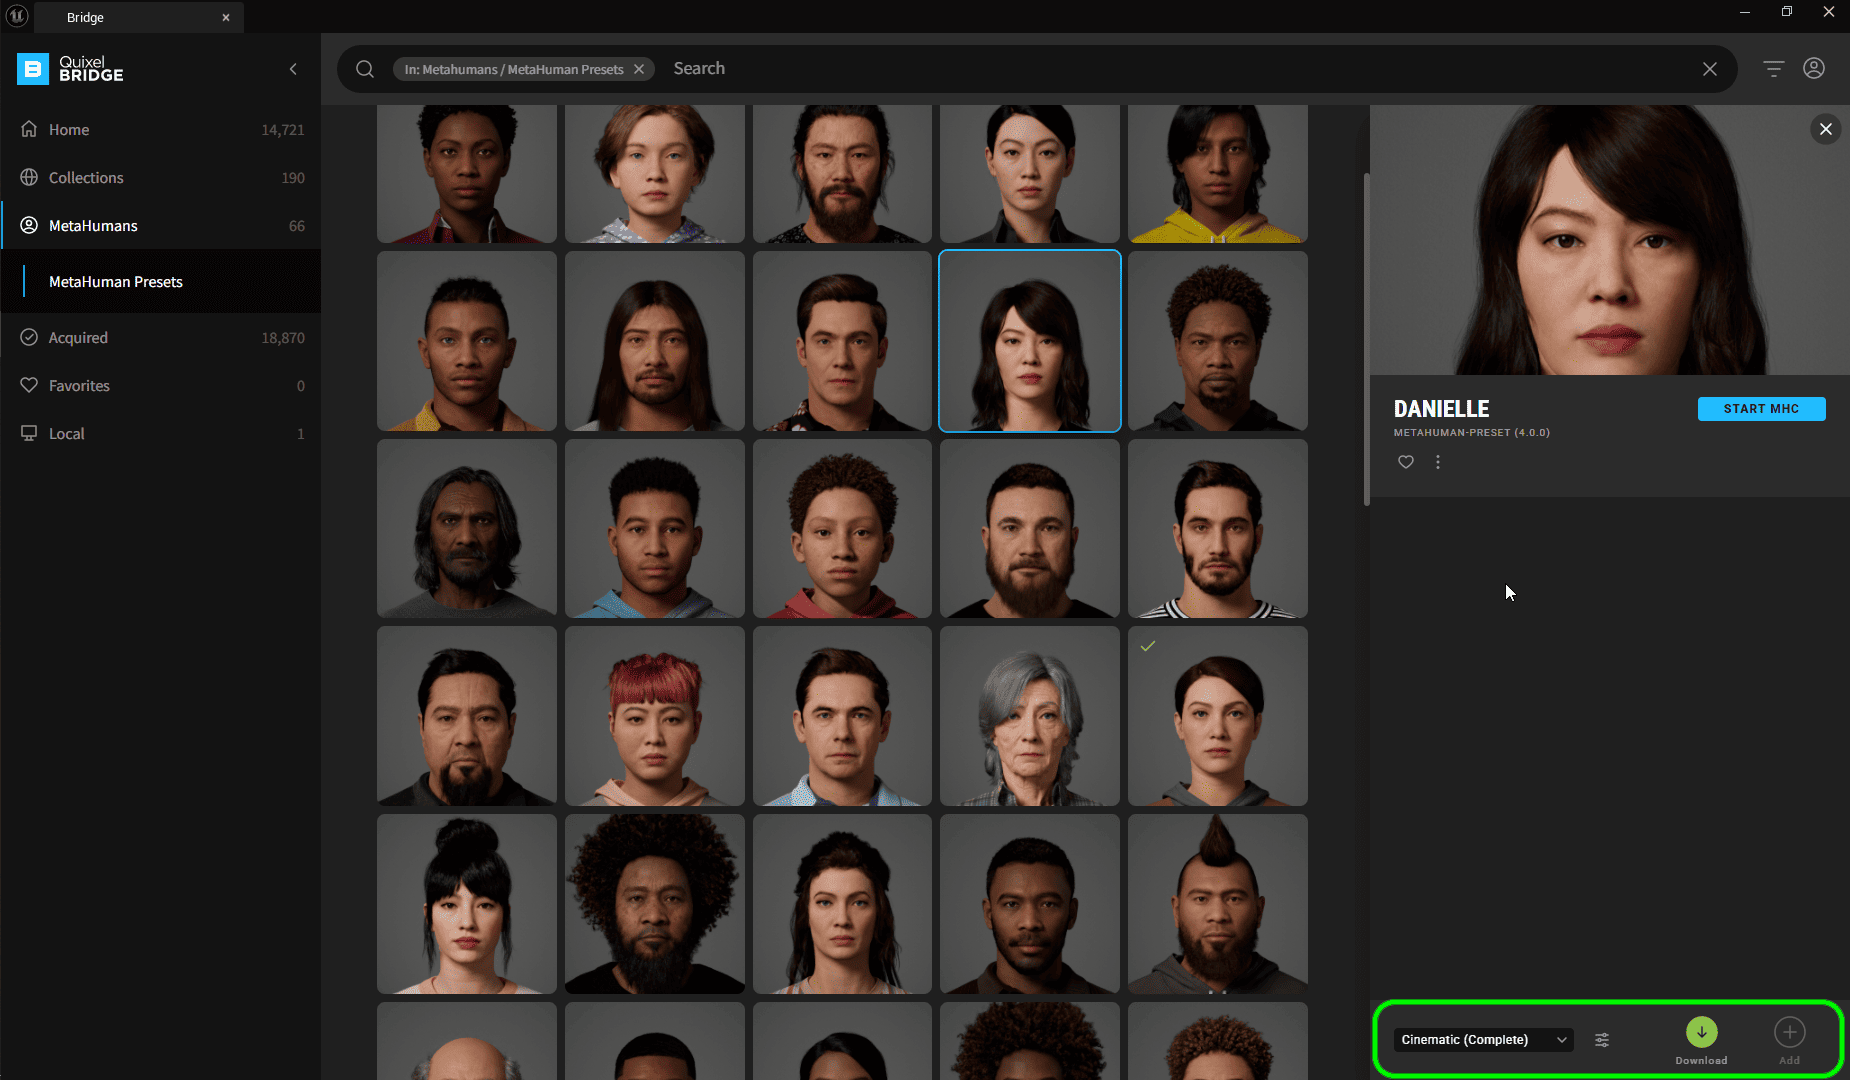 Bridge
Quixel
BRIDGE
In: Metahumans / MetaHuman Presets
Search
Home 14,721
Collections 190
MetaHumans 66
MetaHuman Presets
Acquired 18,870
Favorites 0
Local 1
DANIELLE
START MHC
METAHUMAN-PRESET (4.0.0)
Cinematic (Complete)
Download
Add